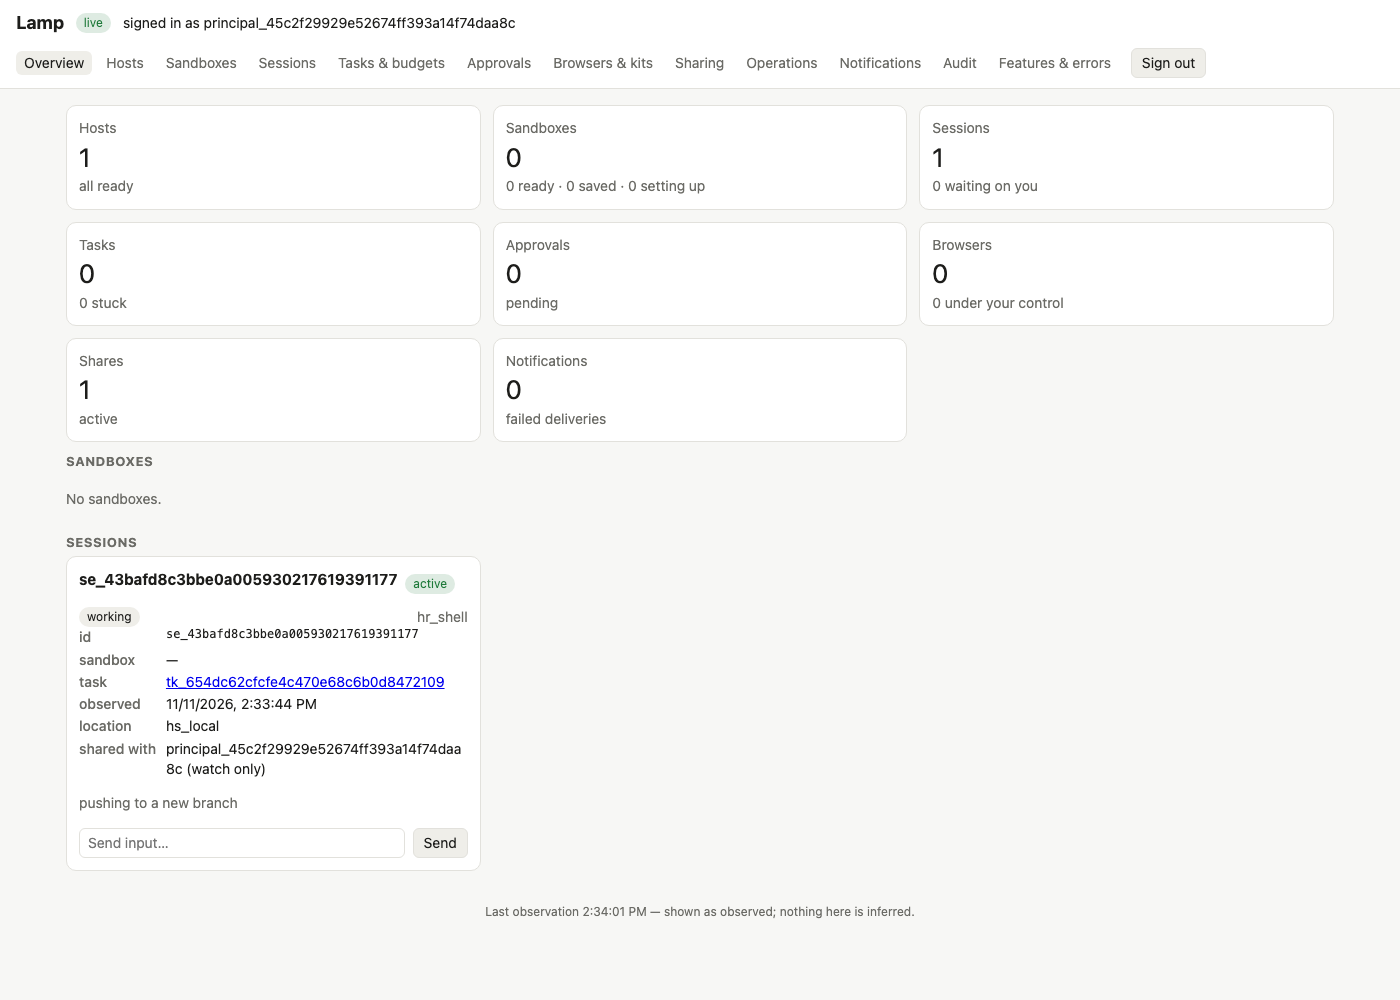 Lamp live signed in as principal_45c2f29929e52674ff393a14f74daa8c
Overview Hosts Sandboxes Sessions Tasks & budgets Approvals Browsers & kits Sharing Operations Notifications Audit Features & errors Sign out
Hosts
1
all ready
Sandboxes
0
0 ready · 0 saved · 0 setting up
Sessions
1
0 waiting on you
Tasks
0
0 stuck
Approvals
0
pending
Browsers
0
0 under your control
Shares
1
active
Notifications
0
failed deliveries
SANDBOXES
No sandboxes.
SESSIONS
se_43bafd8c3bbe0a005930217619391177 active
working hr_shell
id se_43bafd8c3bbe0a005930217619391177
sandbox —
task tk_654dc62cfcfe4c470e68c6b0d8472109
observed 11/11/2026, 2:33:44 PM
location hs_local
shared with principal_45c2f29929e52674ff393a14f74daa
8c (watch only)
pushing to a new branch
Send input... Send
Last observation 2:34:01 PM — shown as observed; nothing here is inferred.